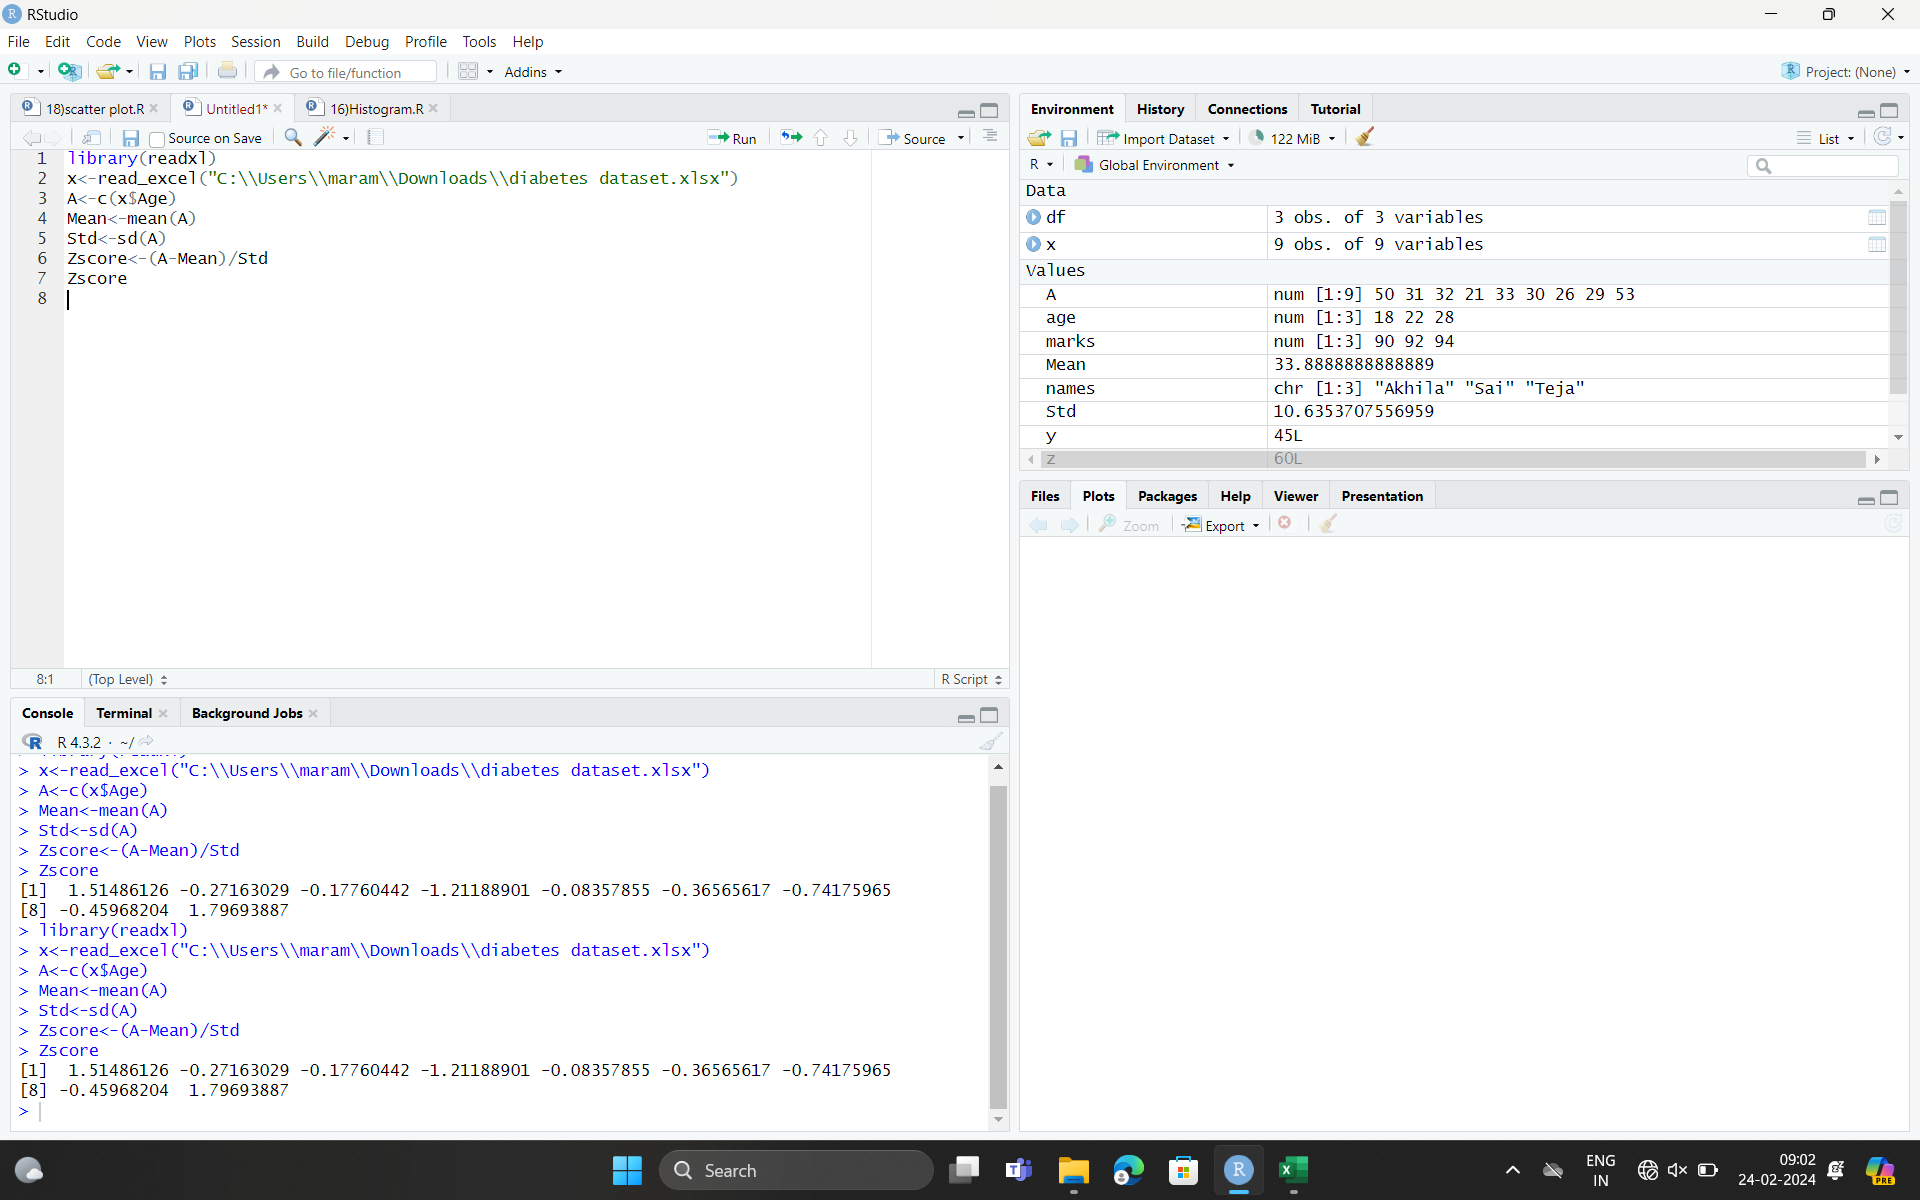 RStudio
File Edit Code View Plots Session Build Debug Profile Tools Help
Go to file/function Addins Project: (None)
18)scatter plot.R Untitled1* 16)Histogram.R
Source on Save Run Source
1 library(readxl)
2 x<-read_excel("C:\\Users\\maram\\Downloads\\diabetes dataset.xlsx")
3 A<-c(x$Age)
4 Mean<-mean(A)
5 Std<-sd(A)
6 Zscore<-(A-Mean)/Std
7 Zscore
8
8:1 (Top Level) R Script
Console Terminal Background Jobs
R 4.3.2 · ~/
> x<-read_excel("C:\\Users\\maram\\Downloads\\diabetes dataset.xlsx")
> A<-c(x$Age)
> Mean<-mean(A)
> Std<-sd(A)
> Zscore<-(A-Mean)/Std
> Zscore
[1] 1.51486126 -0.27163029 -0.17760442 -1.21188901 -0.08357855 -0.36565617 -0.74175965
[8] -0.45968204 1.79693887
> library(readxl)
> x<-read_excel("C:\\Users\\maram\\Downloads\\diabetes dataset.xlsx")
> A<-c(x$Age)
> Mean<-mean(A)
> Std<-sd(A)
> Zscore<-(A-Mean)/Std
> Zscore
[1] 1.51486126 -0.27163029 -0.17760442 -1.21188901 -0.08357855 -0.36565617 -0.74175965
[8] -0.45968204 1.79693887
>
Environment History Connections Tutorial
Import Dataset 122 MiB List
R Global Environment
Data
df 3 obs. of 3 variables
x 9 obs. of 9 variables
Values
A num [1:9] 50 31 32 21 33 30 26 29 53
age num [1:3] 18 22 28
marks num [1:3] 90 92 94
Mean 33.8888888888889
names chr [1:3] "Akhila" "Sai" "Teja"
Std 10.6353707556959
y 45L
z 60L
Files Plots Packages Help Viewer Presentation
Zoom Export
Search
ENG
IN
09:02
24-02-2024
PRE